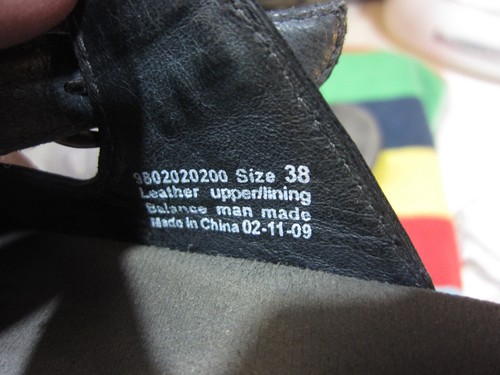 9802020200 Size 38
Leather upper/lining
Balance man made
Made in China 02-11-09